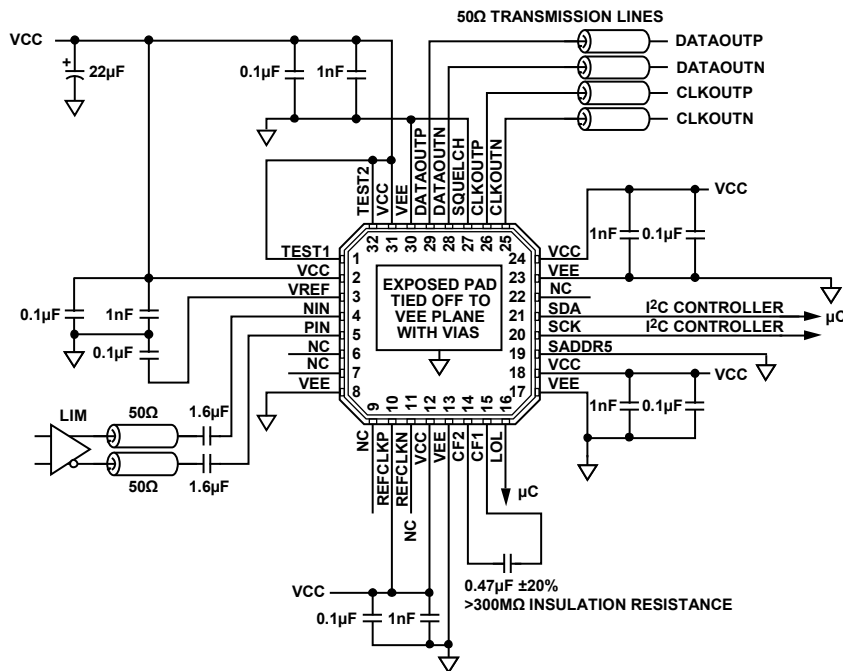 50Ω TRANSMISSION LINES
VCC
DATAOUTP
DATAOUTN
CLKOUTP
CLKOUTN
+
22µF
0.1µF
1nF
TEST2
VCC
VEE
DATAOUTP
DATAOUTN
SQUELCH
CLKOUTP
CLKOUTN
32
31
30
29
28
27
26
25
TEST1
1
VCC
2
VREF
3
NIN
4
PIN
5
NC
6
NC
7
VEE
8
0.1µF
1nF
0.1µF
EXPOSED PAD
TIED OFF TO
VEE PLANE
WITH VIAS
24
VCC
23
VEE
22
NC
21
SDA
20
SCK
19
SADDR5
18
VCC
17
VEE
1nF
0.1µF
VCC
I2C CONTROLLER
I2C CONTROLLER
µC
VCC
1nF
0.1µF
LIM
50Ω
1.6µF
50Ω
1.6µF
9
10
11
12
13
14
15
16
NC
REFCLKP
REFCLKN
VCC
VEE
CF2
CF1
LOL
NC
µC
VCC
0.1µF
1nF
0.47µF ±20%
>300MΩ INSULATION RESISTANCE